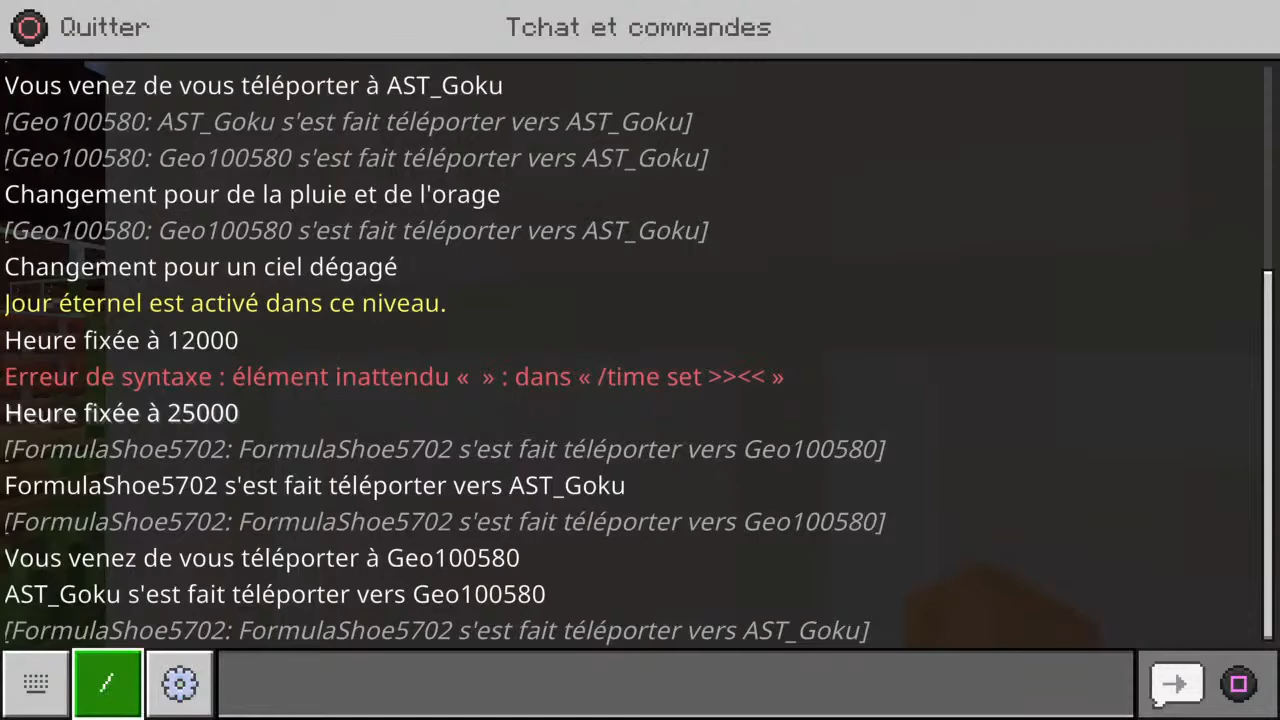 Quitter
Tchat et commandes
Vous venez de vous téléporter à AST_Goku
[Geo100580: AST_Goku s'est fait téléporter vers AST_Goku]
[Geo100580: Geo100580 s'est fait téléporter vers AST_Goku]
Changement pour de la pluie et de l'orage
[Geo100580: Geo100580 s'est fait téléporter vers AST_Goku]
Changement pour un ciel dégagé
Jour éternel est activé dans ce niveau.
Heure fixée à 12000
Erreur de syntaxe : élément inattendu «  » : dans « /time set >><< »
Heure fixée à 25000
[FormulaShoe5702: FormulaShoe5702 s'est fait téléporter vers Geo100580]
FormulaShoe5702 s'est fait téléporter vers AST_Goku
[FormulaShoe5702: FormulaShoe5702 s'est fait téléporter vers Geo100580]
Vous venez de vous téléporter à Geo100580
AST_Goku s'est fait téléporter vers Geo100580
[FormulaShoe5702: FormulaShoe5702 s'est fait téléporter vers AST_Goku]
/